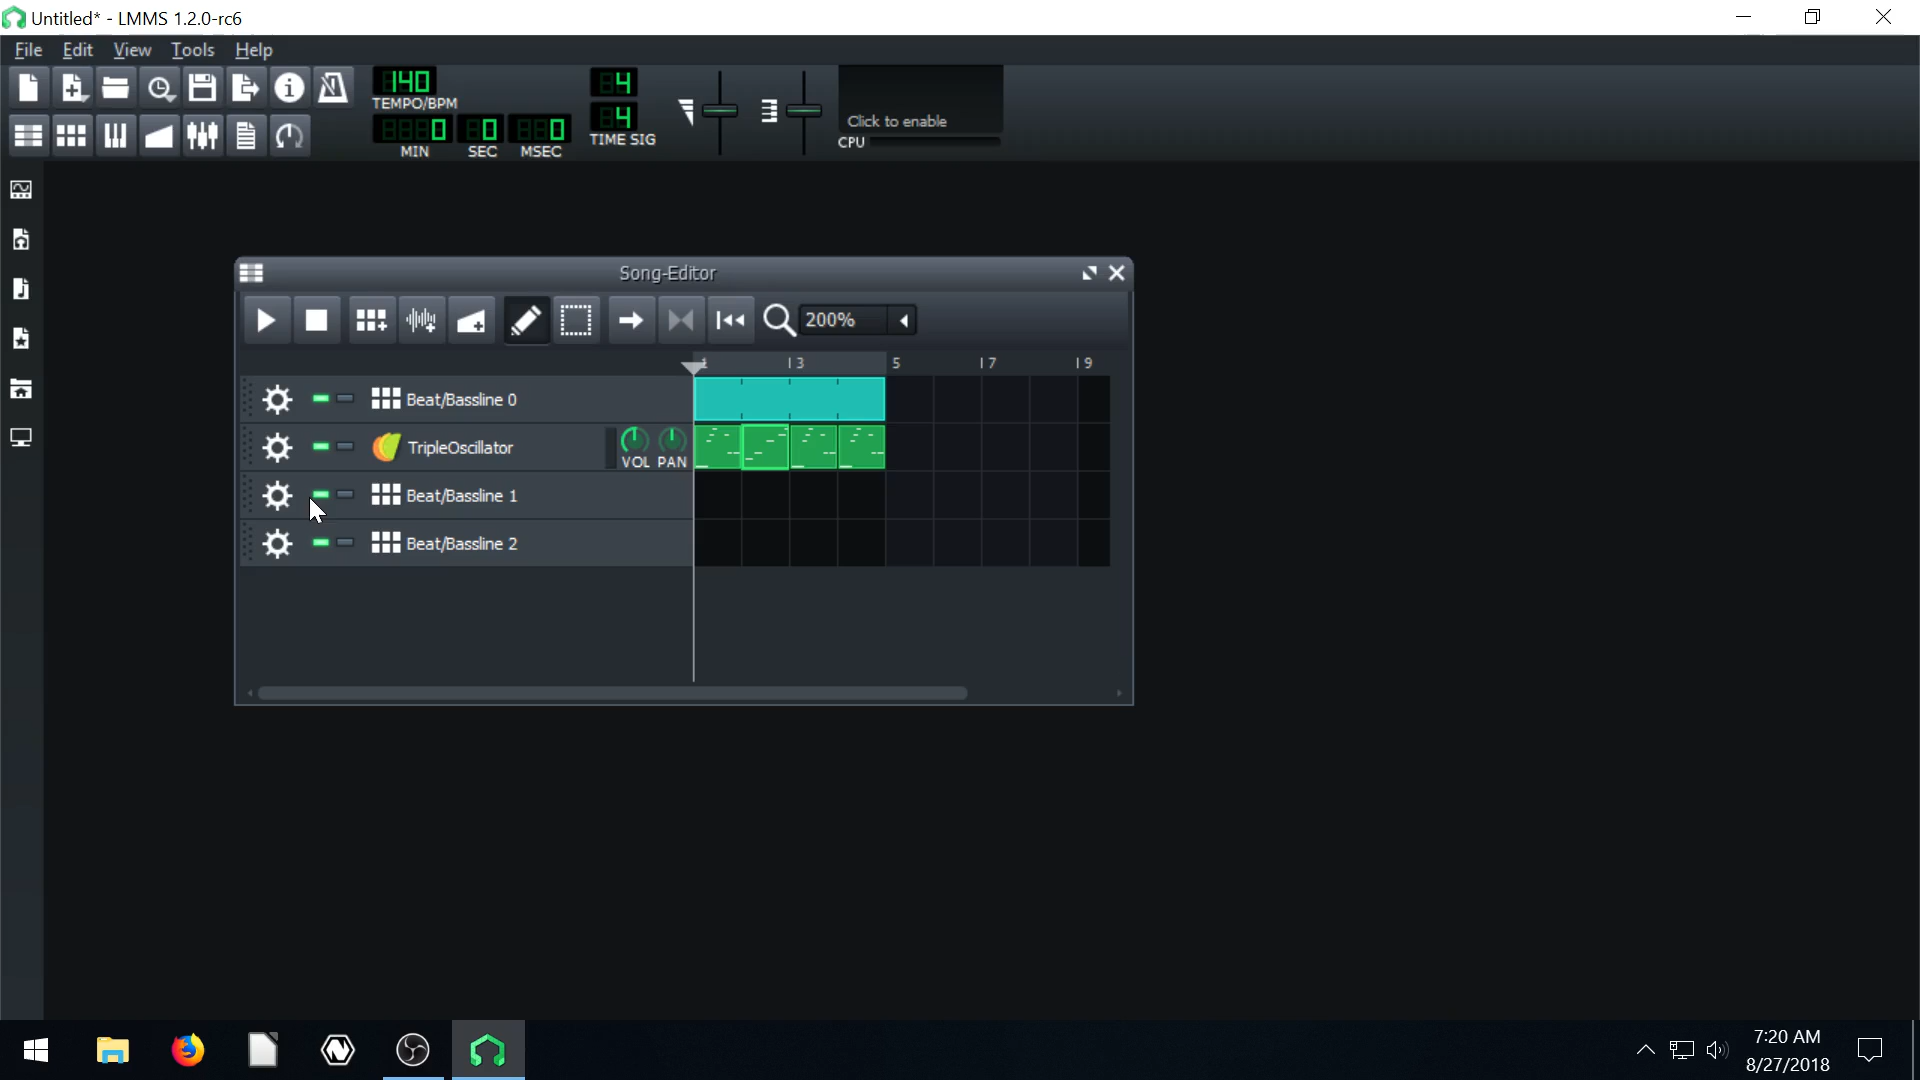 Untitled* - LMMS 1.2.0-rc6
File Edit View Tools Help
140
TEMPO/BPM
4
4
TIME SIG
0 0 0
MIN SEC MSEC
Click to enable
CPU
Song-Editor
200%
1 3 5 7 9
Beat/Bassline 0
TripleOscillator VOL PAN
Beat/Bassline 1
Beat/Bassline 2
7:20 AM
8/27/2018